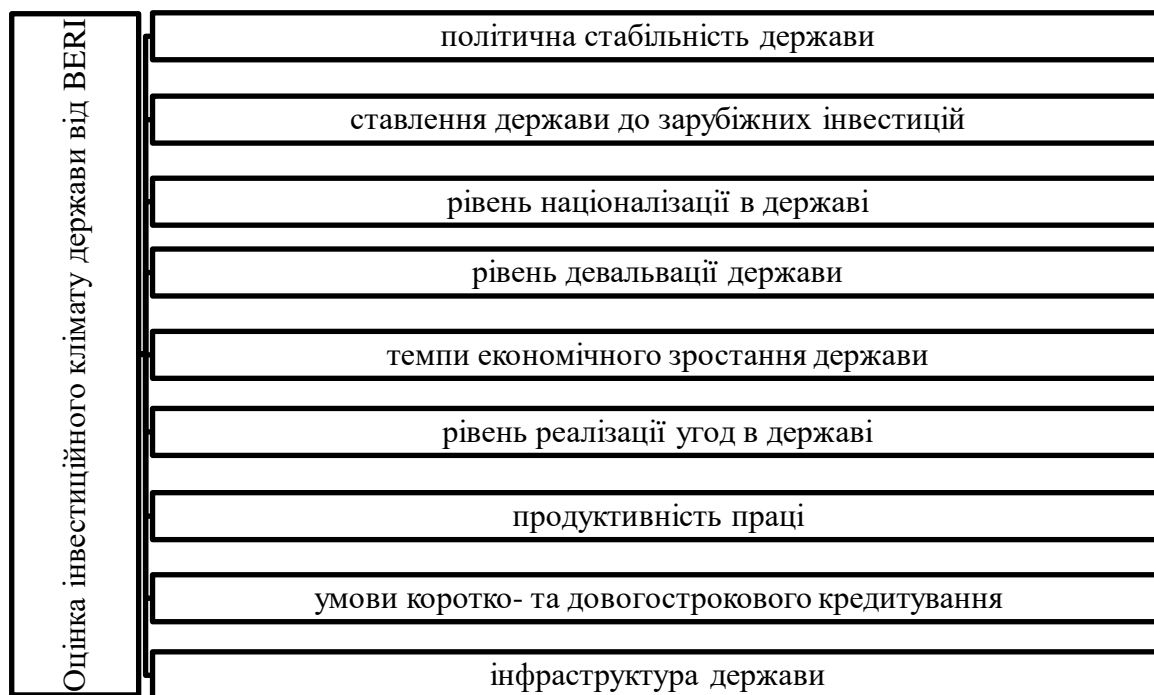 Оцінка інвестиційного клімату держави від BERI
політична стабільність держави
ставлення держави до зарубіжних інвестицій
рівень націоналізації в державі
рівень девальвації держави
темпи економічного зростання держави
рівень реалізації угод в державі
продуктивність праці
умови коротко- та довогострокового кредитування
інфраструктура держави